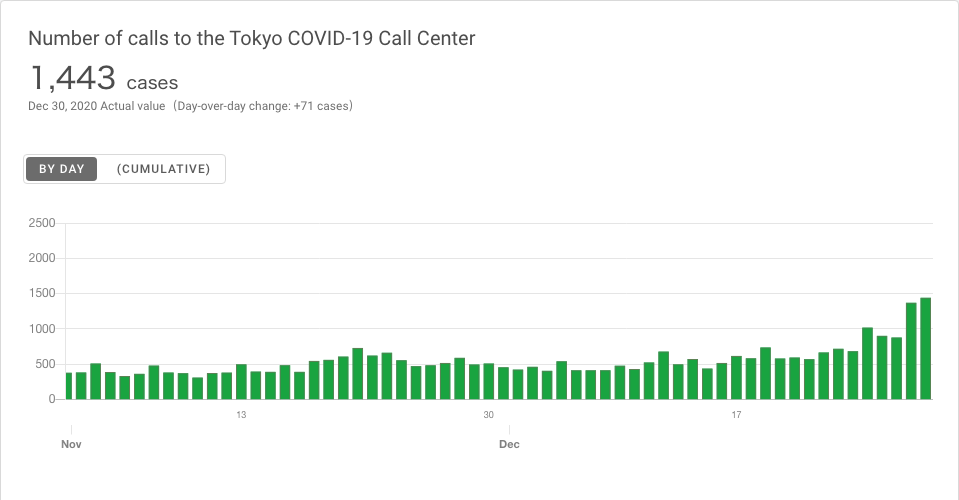 Number of calls to the Tokyo COVID-19 Call Center
1,443 cases
Dec 30, 2020 Actual value（Day-over-day change: +71 cases）
BY DAY (CUMULATIVE)
2500
2000
1500
1000
500
0
13 30 17
Nov Dec